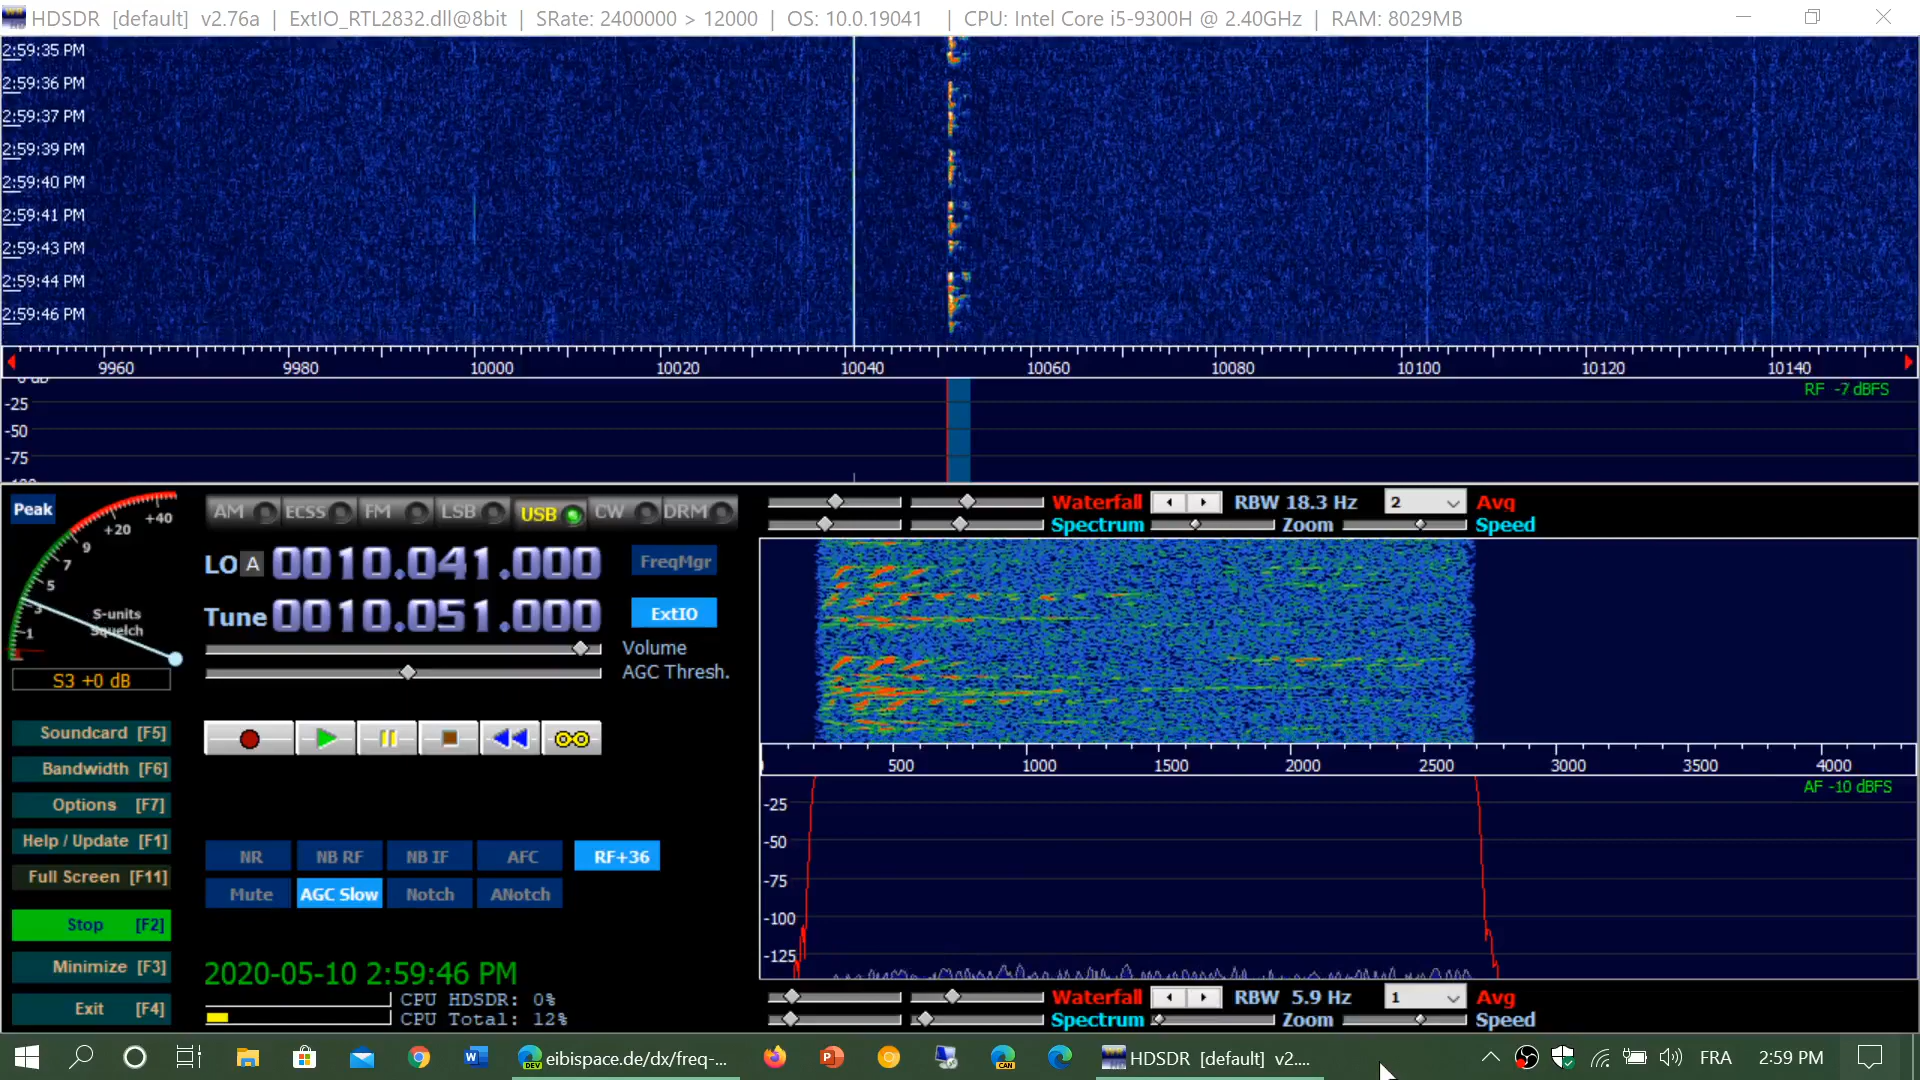 HDSDR [default] v2.76a | ExtIO_RTL2832.dll@8bit | SRate: 2400000 > 12000 | OS: 10.0.19041 | CPU: Intel Core i5-9300H @ 2.40GHz | RAM: 8029MB
2:59:35 PM
2:59:36 PM
2:59:37 PM
2:59:39 PM
2:59:40 PM
2:59:41 PM
2:59:43 PM
2:59:44 PM
2:59:46 PM
9960 9980 10000 10020 10040 10060 10080 10100 10120 10140
0 dB
RF -7 dBFS
-25
-50
-75
-100
Peak
1 3 5 7 9 +20 +40
S-units
Squelch
S3 +0 dB
AM ECSS FM LSB USB CW DRM
LO A 0010.041.000
FreqMgr
Tune 0010.051.000
ExtIO
Volume
AGC Thresh.
Soundcard [F5]
Bandwidth [F6]
Options [F7]
Help / Update [F1]
Full Screen [F11]
Stop [F2]
Minimize [F3]
Exit [F4]
NR NB RF NB IF AFC RF+36
Mute AGC Slow Notch ANotch
2020-05-10 2:59:46 PM
CPU HDSDR: 0%
CPU Total: 12%
Waterfall RBW 18.3 Hz 2 Avg
Spectrum Zoom Speed
500 1000 1500 2000 2500 3000 3500 4000
AF -10 dBFS
-25
-50
-75
-100
-125
Waterfall RBW 5.9 Hz 1 Avg
Spectrum Zoom Speed
DEV eibispace.de/dx/freq-... CAN HDSDR [default] v2.... FRA 2:59 PM